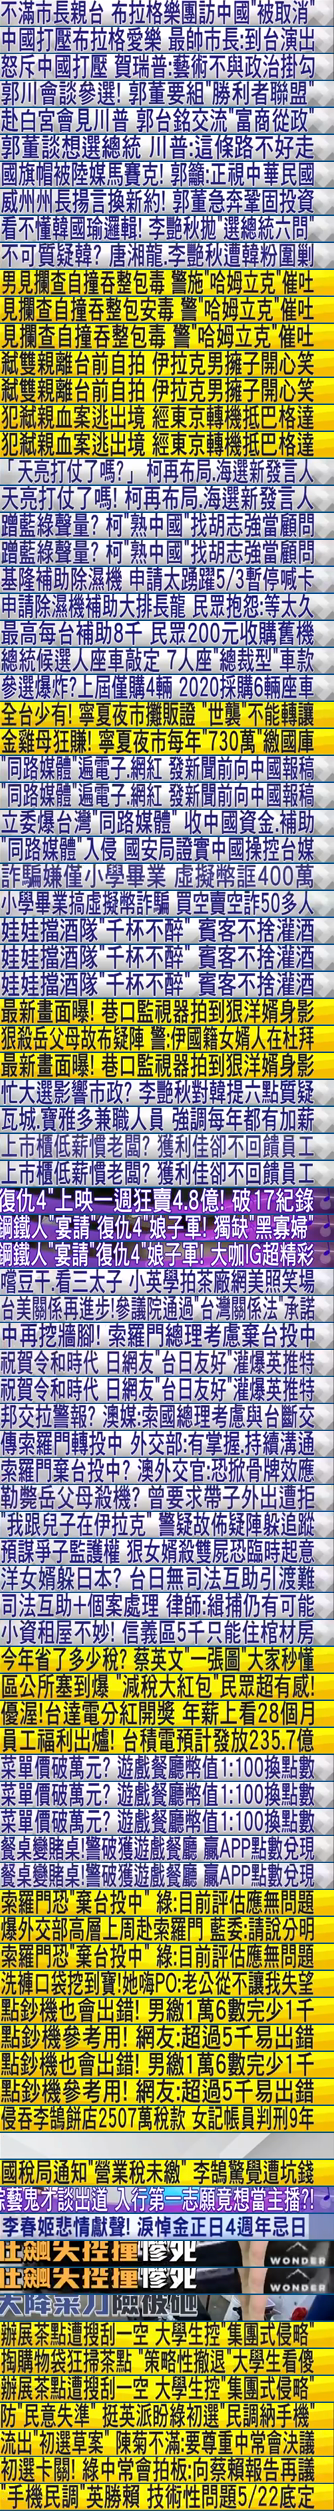 不滿市長親台 布拉格樂團訪中國"被取消"
中國打壓布拉格愛樂 最帥市長:到台演出
怒斥中國打壓 賀瑞普:藝術不與政治掛勾
郭川會談參選! 郭董要組"勝利者聯盟"
赴白宮會見川普 郭台銘交流"富商從政"
郭董談想選總統 川普:這條路不好走
國旗帽被陸媒馬賽克! 郭籲:正視中華民國
威州州長揚言換新約! 郭董急奔鞏固投資
看不懂韓國瑜邏輯! 李艷秋拋"選總統六問"
不可質疑韓? 唐湘龍.李艷秋遭韓粉圍剿
男見攔查自撞吞整包毒 警施"哈姆立克"催吐
見攔查自撞吞整包安毒 警"哈姆立克"催吐
見攔查自撞吞整包毒 警"哈姆立克"催吐
弒雙親離台前自拍 伊拉克男擁子開心笑
弒雙親離台前自拍 伊拉克男擁子開心笑
犯弒親血案逃出境 經東京轉機抵巴格達
犯弒親血案逃出境 經東京轉機抵巴格達
「天亮打仗了嗎?」 柯再布局.海選新發言人
天亮打仗了嗎! 柯再布局.海選新發言人
蹭藍綠聲量? 柯"熟中國"找胡志強當顧問
蹭藍綠聲量? 柯"熟中國"找胡志強當顧問
基隆補助除濕機 申請太踴躍5/3暫停喊卡
申請除濕機補助大排長龍 民眾抱怨:等太久
最高每台補助8千 民眾200元收購舊機
總統候選人座車敲定 7人座"總裁型"車款
參選爆炸?上屆僅購4輛 2020採購6輛座車
全台少有! 寧夏夜市攤販證 "世襲"不能轉讓
金雞母狂賺! 寧夏夜市每年"730萬"繳國庫
"同路媒體"遍電子.網紅 發新聞前向中國報稿
"同路媒體"遍電子.網紅 發新聞前向中國報稿
立委爆台灣"同路媒體" 收中國資金.補助
"同路媒體"入侵 國安局證實中國操控台媒
詐騙嫌僅小學畢業 虛擬幣誆400萬
小學畢業搞虛擬幣詐騙 買空賣空詐50多人
娃娃擋酒隊"千杯不醉" 賓客不捨灌酒
娃娃擋酒隊"千杯不醉" 賓客不捨灌酒
娃娃擋酒隊"千杯不醉" 賓客不捨灌酒
最新畫面曝! 巷口監視器拍到狠洋婿身影
狠殺岳父母故布疑陣 警:伊國籍女婿人在杜拜
最新畫面曝! 巷口監視器拍到狠洋婿身影
忙大選影響市政? 李艷秋對韓提六點質疑
瓦城.寶雅多兼職人員 強調每年都有加薪
上市櫃低薪慣老闆? 獲利佳卻不回饋員工
上市櫃低薪慣老闆? 獲利佳卻不回饋員工
復仇4"上映一週狂賣4.8億! 破17紀錄
鋼鐵人"宴請"復仇4"娘子軍! 獨缺"黑寡婦"
鋼鐵人"宴請"復仇4"娘子軍! 大咖IG超精彩
嚐豆干.看三太子 小英學拍茶廠網美照笑場
台美關係再進步!參議院通過"台灣關係法"承諾
中再挖牆腳! 索羅門總理考慮棄台投中
祝賀令和時代 日網友"台日友好"灌爆英推特
祝賀令和時代 日網友"台日友好"灌爆英推特
邦交拉警報? 澳媒:索國總理考慮與台斷交
傳索羅門轉投中 外交部:有掌握.持續溝通
索羅門棄台投中? 澳外交官:恐掀骨牌效應
勒斃岳父母殺機? 曾要求帶子外出遭拒
"我跟兒子在伊拉克" 警疑故佈疑陣躲追蹤
預謀爭子監護權 狠女婿殺雙屍恐臨時起意
洋女婿躲日本? 台日無司法互助引渡難
司法互助+個案處理 律師:緝捕仍有可能
小資租屋不妙! 信義區5千只能住棺材房
今年省了多少稅? 蔡英文"一張圖"大家秒懂
區公所塞到爆 "減稅大紅包"民眾超有感!
優渥!台達電分紅開獎 年薪上看28個月
員工福利出爐! 台積電預計發放235.7億
菜單價破萬元? 遊戲餐廳幣值1:100換點數
菜單價破萬元? 遊戲餐廳幣值1:100換點數
菜單價破萬元? 遊戲餐廳幣值1:100換點數
餐桌變賭桌!警破獲遊戲餐廳 贏APP點數兌現
餐桌變賭桌!警破獲遊戲餐廳 贏APP點數兌現
索羅門恐"棄台投中" 綠:目前評估應無問題
爆外交部高層上周赴索羅門 藍委:請說分明
索羅門恐"棄台投中" 綠:目前評估應無問題
洗褲口袋挖到寶!她嗨PO:老公從不讓我失望
點鈔機也會出錯! 男繳1萬6數完少1千
點鈔機參考用! 網友:超過5千易出錯
點鈔機也會出錯! 男繳1萬6數完少1千
點鈔機參考用! 網友:超過5千易出錯
侵吞李鵠餅店2507萬稅款 女記帳員判刑9年
國稅局通知"營業稅未繳" 李鵠驚覺遭坑錢
綜藝鬼才談出道 入行第一志願竟想當主播?!
李春姬悲情獻聲! 淚悼金正日4週年忌日
吐瓢失控撞慘死 WONDER
吐瓢失控撞慘死 WONDER
天降菜刀險被砸
辦展茶點遭搜刮一空 大學生控"集團式侵略"
掏購物袋狂掃茶點 "策略性撤退"大學生看傻
辦展茶點遭搜刮一空 大學生控"集團式侵略"
防"民意失準" 挺英派盼綠初選"民調納手機"
流出"初選草案" 陳菊不滿:要尊重中常會決議
初選卡關! 綠中常會拍板:向蔡賴報告再議
"手機民調"英勝賴 技術性問題5/22底定